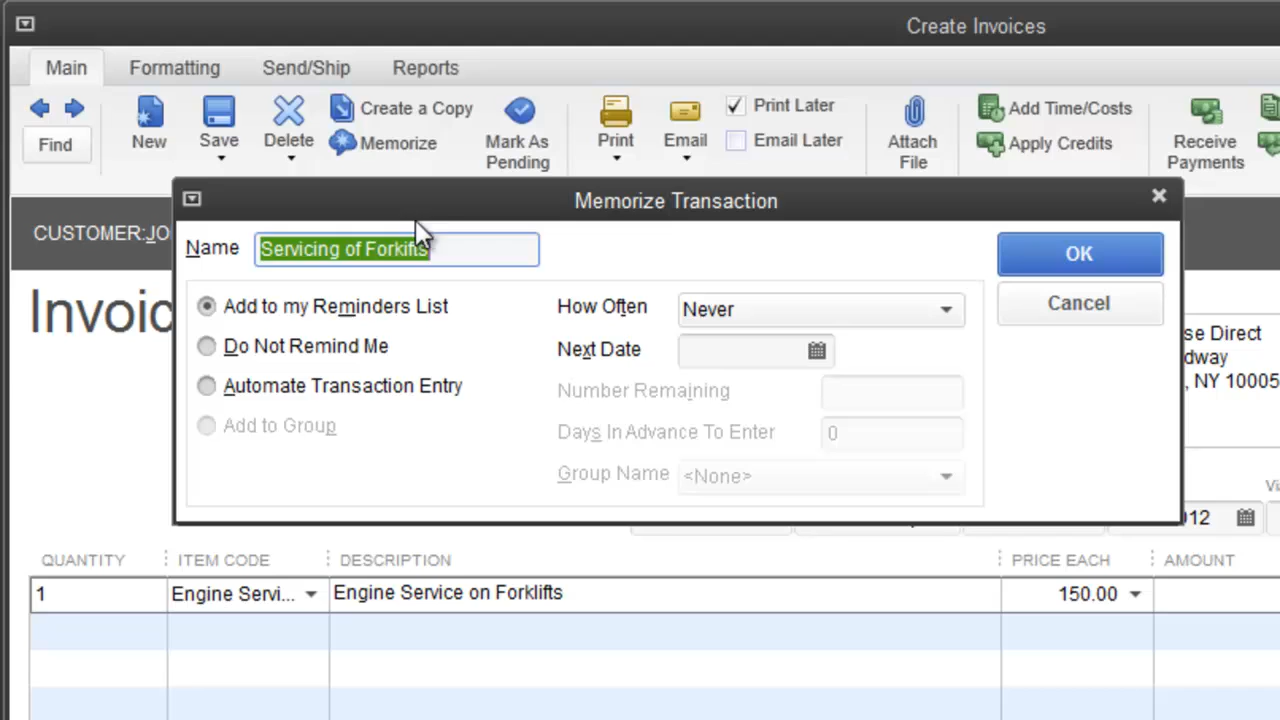 Create Invoices
Main Formatting Send/Ship Reports
Find New Save Delete Create a Copy Memorize Mark As Pending Print Email Print Later Email Later Attach File Add Time/Costs Apply Credits Receive Payments
Memorize Transaction
CUSTOMER:JO
Name Servicing of Forklifts OK
Invoic
Add to my Reminders List How Often Never Cancel
Do Not Remind Me Next Date
Automate Transaction Entry Number Remaining
Add to Group Days In Advance To Enter 0
Group Name <None>
se Direct
dway
, NY 10005
012
QUANTITY ITEM CODE DESCRIPTION PRICE EACH AMOUNT
1 Engine Servi... Engine Service on Forklifts 150.00